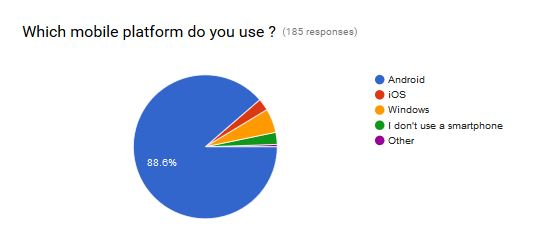 Which mobile platform do you use ? (185 responses)
Android
iOS
Windows
I don't use a smartphone
Other
88.6%